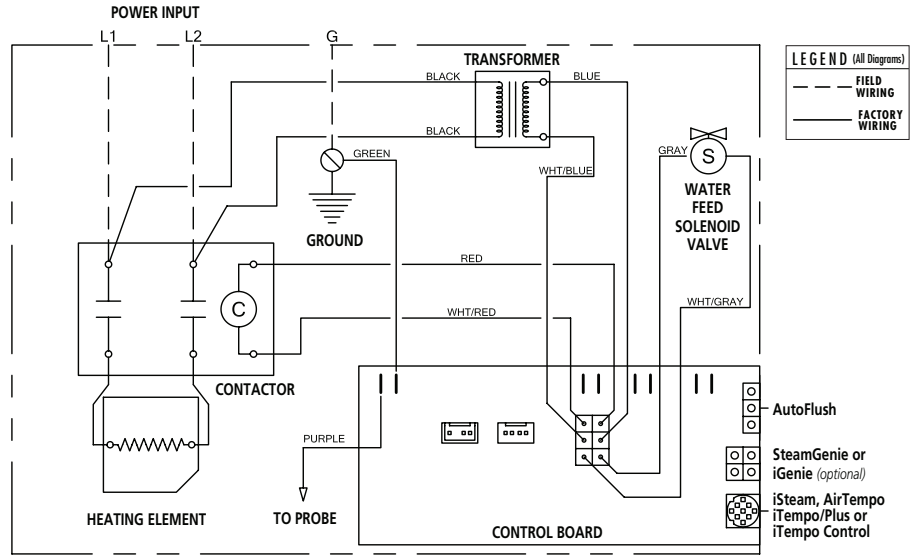 POWER INPUT
L1
L2
G
TRANSFORMER
BLACK
BLUE
LEGEND (All Diagrams)
FIELD
WIRING
FACTORY
WIRING
BLACK
GREEN
GRAY
S
WHT/BLUE
WATER
FEED
SOLENOID
VALVE
GROUND
RED
WHT/GRAY
C
WHT/RED
CONTACTOR
AutoFlush
PURPLE
SteamGenie or
iGenie (optional)
iSteam, AirTempo
iTempo/Plus or
iTempo Control
HEATING ELEMENT
TO PROBE
CONTROL BOARD